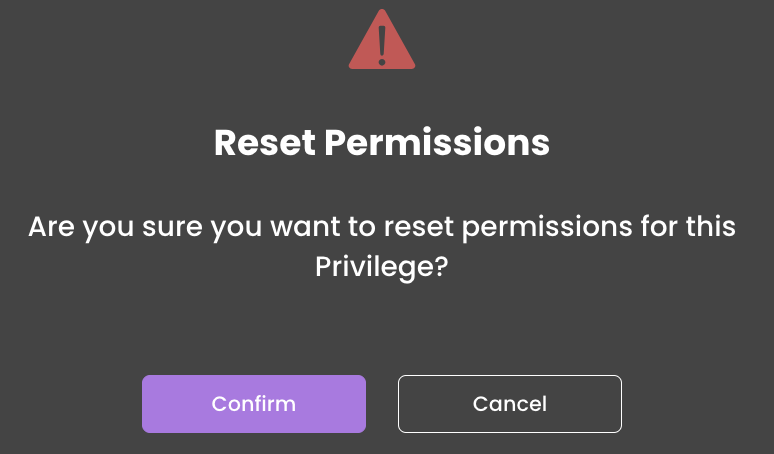 Reset Permissions
Are you sure you want to reset permissions for this
Privilege?
Confirm
Cancel